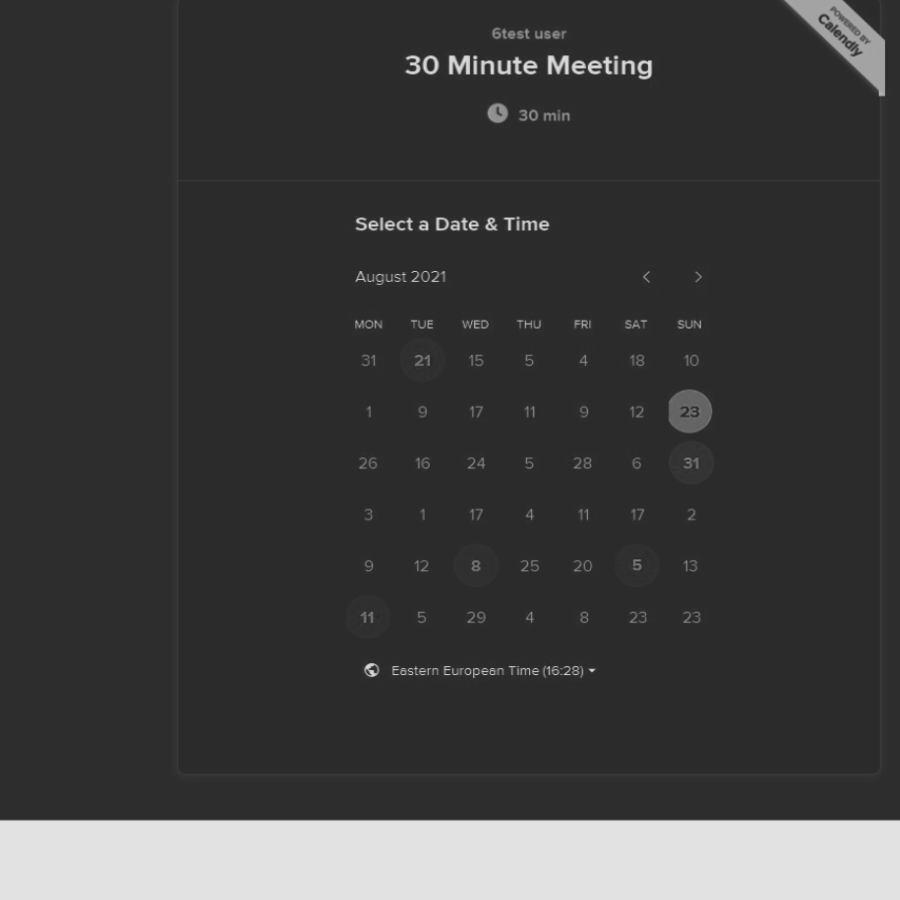 POWERED BY
Calendly
6test user
30 Minute Meeting
30 min
Select a Date & Time
August 2021
MON TUE WED THU FRI SAT SUN
31 21 15 5 4 18 10
1 9 17 11 9 12 23
26 16 24 5 28 6 31
3 1 17 4 11 17 2
9 12 8 25 20 5 13
11 5 29 4 8 23 23
Eastern European Time (16:28)